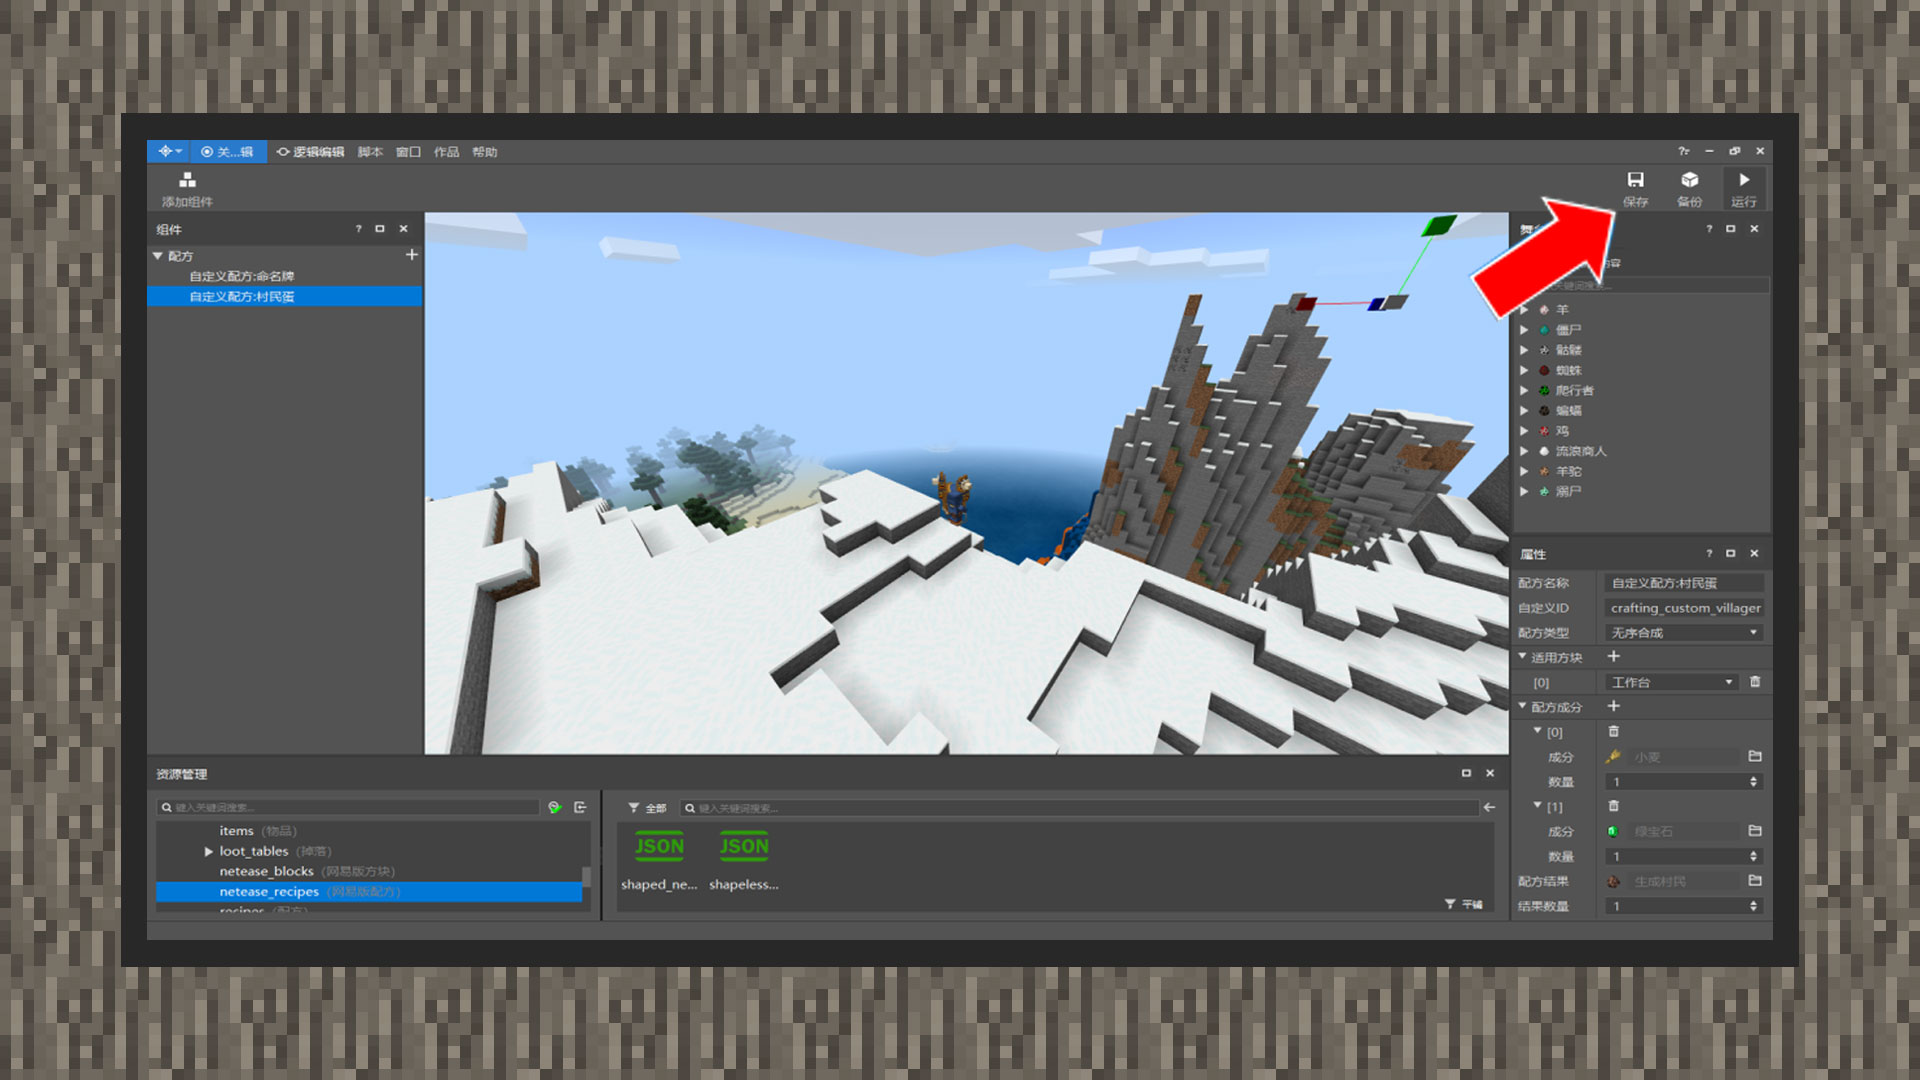 关...辑 逻辑编辑 脚本 窗口 作品 帮助
添加组件
保存 备份 运行
组件
配方
自定义配方:命名牌
自定义配方:村民蛋
关键词搜索...
羊
僵尸
骷髅
蜘蛛
爬行者
蝙蝠
鸡
流浪商人
羊驼
溺尸
属性
配方名称 自定义配方:村民蛋
自定义ID crafting_custom_villager
配方类型 无序合成
适用方块
[0] 工作台
配方成分
[0]
成分 小麦
数量 1
[1]
成分 绿宝石
数量 1
配方结果 生成村民
结果数量 1
资源管理
键入关键词搜索...
items (物品)
loot_tables (掉落)
netease_blocks (网易版方块)
netease_recipes (网易版配方)
recipes (配方)
全部 键入关键词搜索...
JSON JSON
shaped_ne... shapeless...
平铺